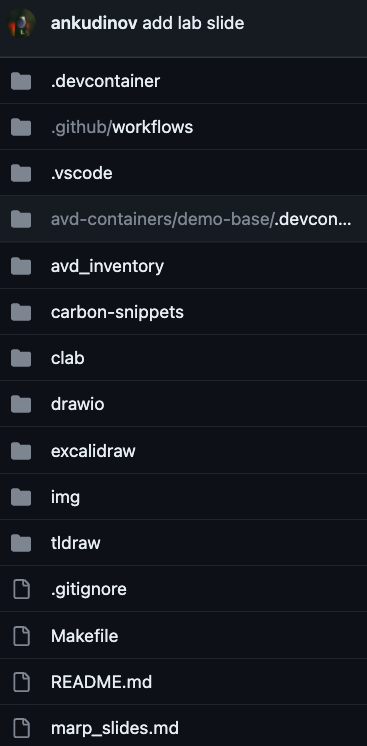 ankudinov add lab slide
.devcontainer
.github/workflows
.vscode
avd-containers/demo-base/.devcon...
avd_inventory
carbon-snippets
clab
drawio
excalidraw
img
tldraw
.gitignore
Makefile
README.md
marp_slides.md